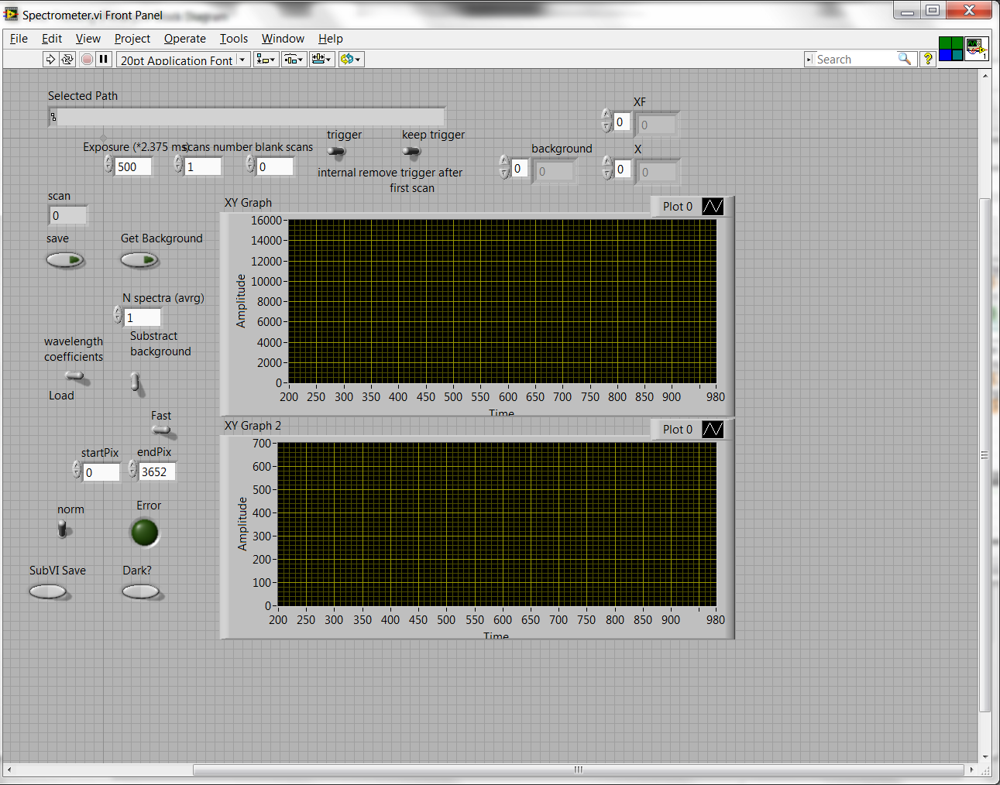 Spectrometer.vi Front Panel
File Edit View Project Operate Tools Window Help
20pt Application Font
Search
?
1
Selected Path
XF
0 0
trigger keep trigger
Exposure (*2.375 ms) scans number blank scans
500 1 0
background X
0 0 0 0
internal remove trigger after
first scan
scan
0
XY Graph
Plot 0
save Get Background
16000
14000
12000
10000
8000
6000
4000
2000
0
Amplitude
200 250 300 350 400 450 500 550 600 650 700 750 800 850 900 980
Time
N spectra (avrg)
1
wavelength
coefficients
Substract
background
Load
Fast
XY Graph 2
Plot 0
startPix endPix
0 3652
norm Error
SubVI Save Dark?
700
600
500
400
300
200
100
0
Amplitude
200 250 300 350 400 450 500 550 600 650 700 750 800 850 900 980
Time